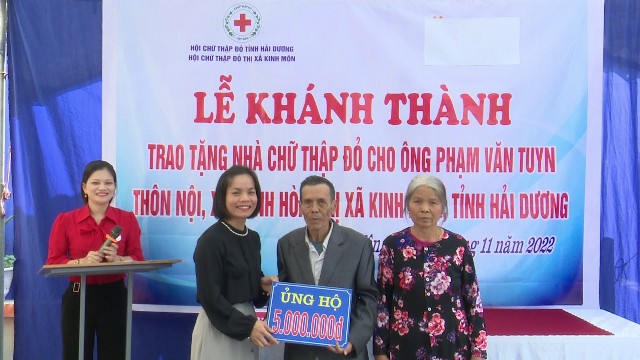 HỘI CHỮ THẬP ĐỎ TỈNH HẢI DƯƠNG
HỘI CHỮ THẬP ĐỎ THỊ XÃ KINH MÔN
LỄ KHÁNH THÀNH
TRAO TẶNG NHÀ CHỮ THẬP ĐỎ CHO ÔNG PHẠM VĂN TUYN
THÔN NỘI, XÃ KINH TỈNH HẢI DƯƠNG
11 năm 2022
ỦNG HỘ
5.000.000đ